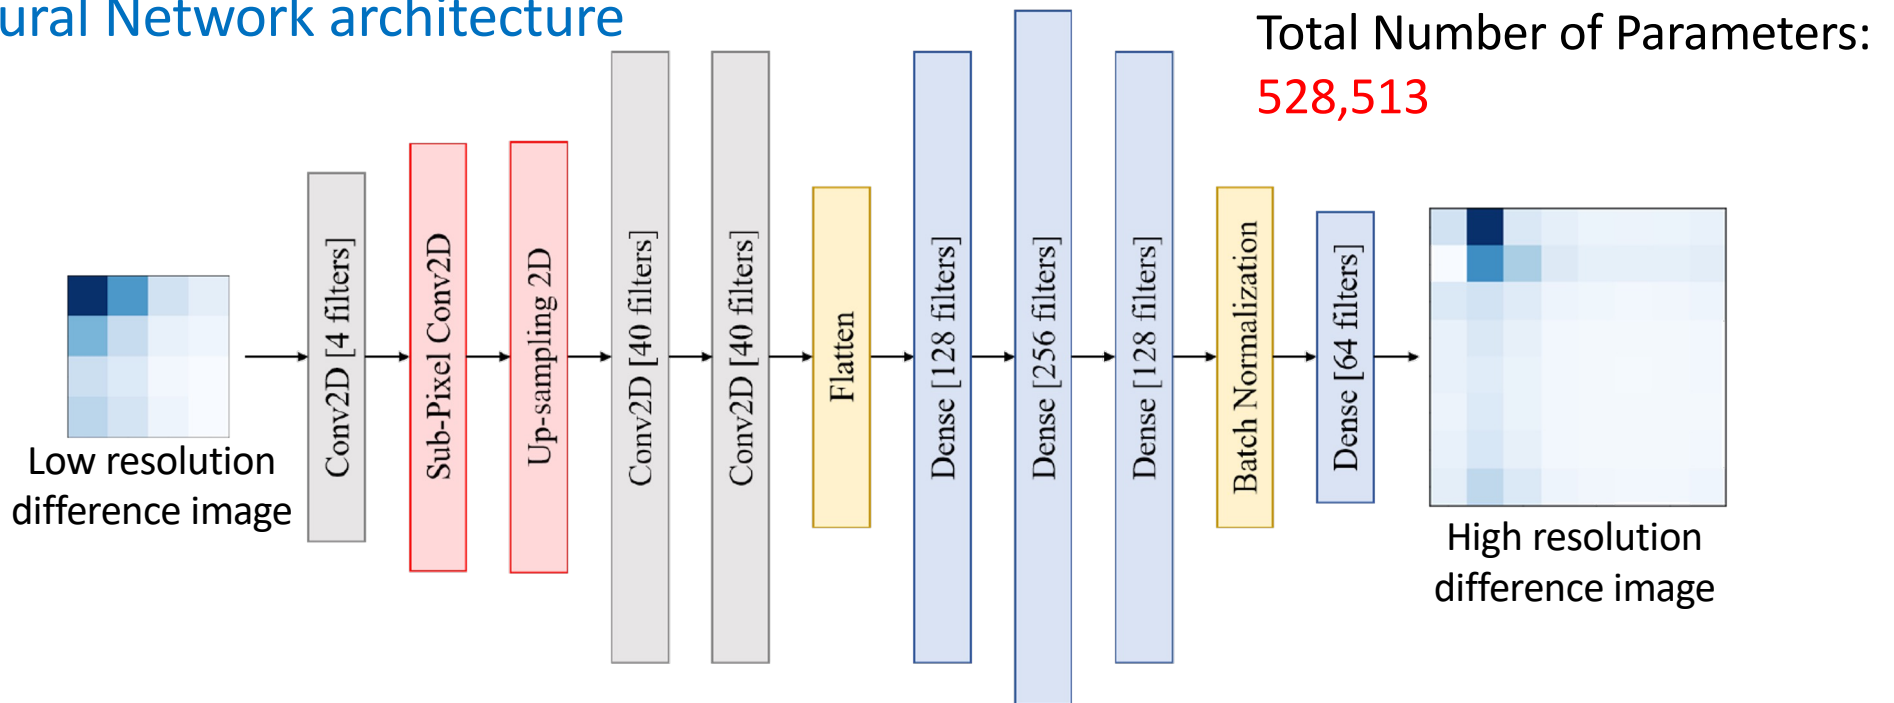 ural Network architecture
Total Number of Parameters:
528,513
Low resolution
difference image
Conv2D [4 filters]
Sub-Pixel Conv2D
Up-sampling 2D
Conv2D [40 filters]
Conv2D [40 filters]
Flatten
Dense [128 filters]
Dense [256 filters]
Dense [128 filters]
Batch Normalization
Dense [64 filters]
High resolution
difference image